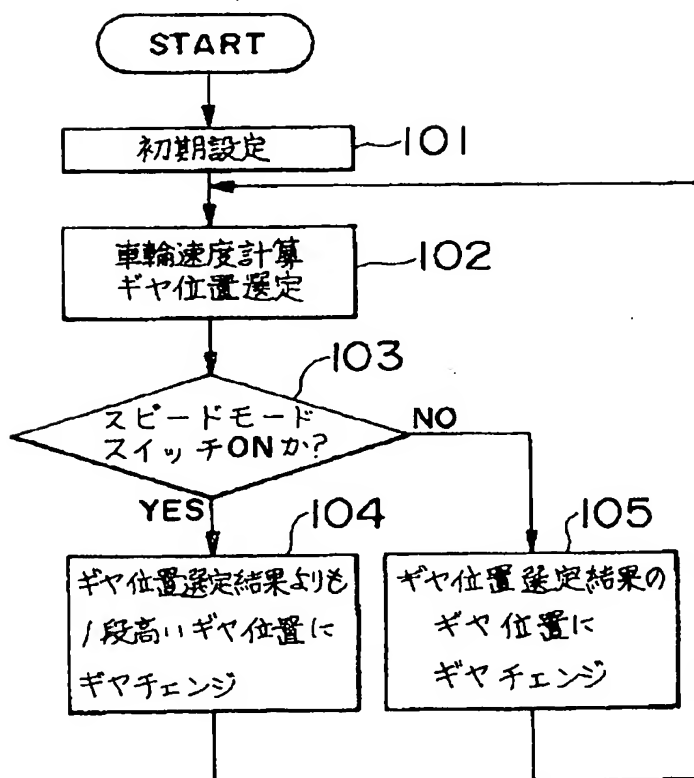 START
初期設定
101
車輪速度計算
ギヤ位置選定
102
103
スピードモード
スイッチONか?
NO
YES
104
105
ギヤ位置選定結果よりも
1段高いギヤ位置に
ギヤチェンジ
ギヤ位置選定結果の
ギヤ位置に
ギヤチェンジ